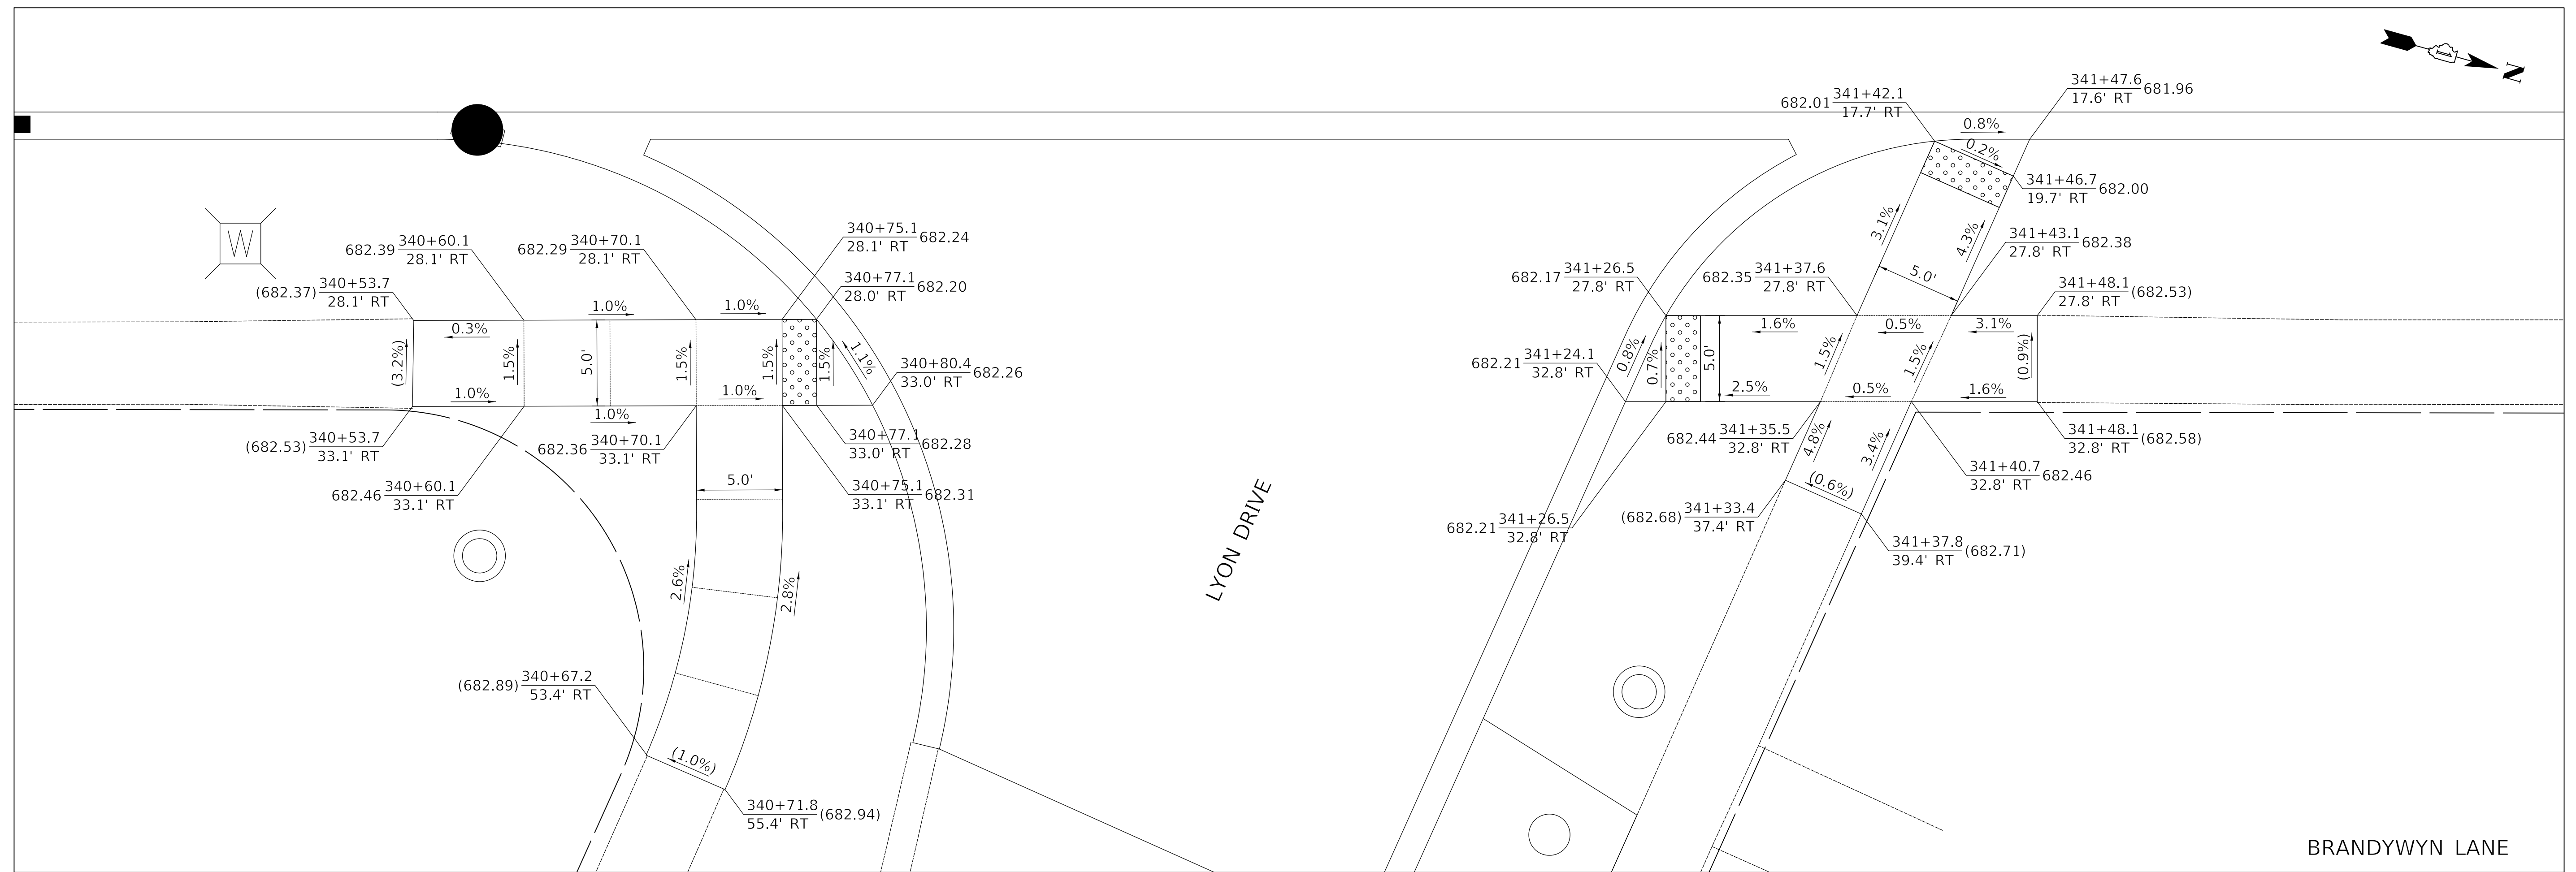 N
341+47.6
17.6' RT
681.96
682.01
341+42.1
17.7' RT
0.8%
0.2%
341+46.7
19.7' RT
682.00
W
682.39
340+60.1
28.1' RT
682.29
340+70.1
28.1' RT
340+75.1
28.1' RT
682.24
3.1%
4.3%
341+43.1
27.8' RT
682.38
(682.37)
340+53.7
28.1' RT
340+77.1
28.0' RT
682.20
682.17
341+26.5
27.8' RT
682.35
341+37.6
27.8' RT
5.0'
341+48.1
27.8' RT
(682.53)
1.0%
1.0%
0.3%
1.6%
0.5%
3.1%
(3.2%)
1.5%
5.0'
1.5%
1.5%
1.5%
1.1%
340+80.4
33.0' RT
682.26
682.21
341+24.1
32.8' RT
0.8%
0.7%
5.0'
1.5%
1.5%
(0.9%)
1.0%
1.0%
1.0%
2.5%
0.5%
1.6%
(682.53)
340+53.7
33.1' RT
682.36
340+70.1
33.1' RT
340+77.1
33.0' RT
682.28
682.44
341+35.5
32.8' RT
4.8%
3.4%
341+48.1
32.8' RT
(682.58)
682.46
340+60.1
33.1' RT
5.0'
340+75.1
33.1' RT
682.31
341+40.7
32.8' RT
682.46
(0.6%)
682.21
341+26.5
32.8' RT
(682.68)
341+33.4
37.4' RT
341+37.8
39.4' RT
(682.71)
LYON DRIVE
2.6%
2.8%
(682.89)
340+67.2
53.4' RT
(1.0%)
340+71.8
55.4' RT
(682.94)
BRANDYWYN LANE